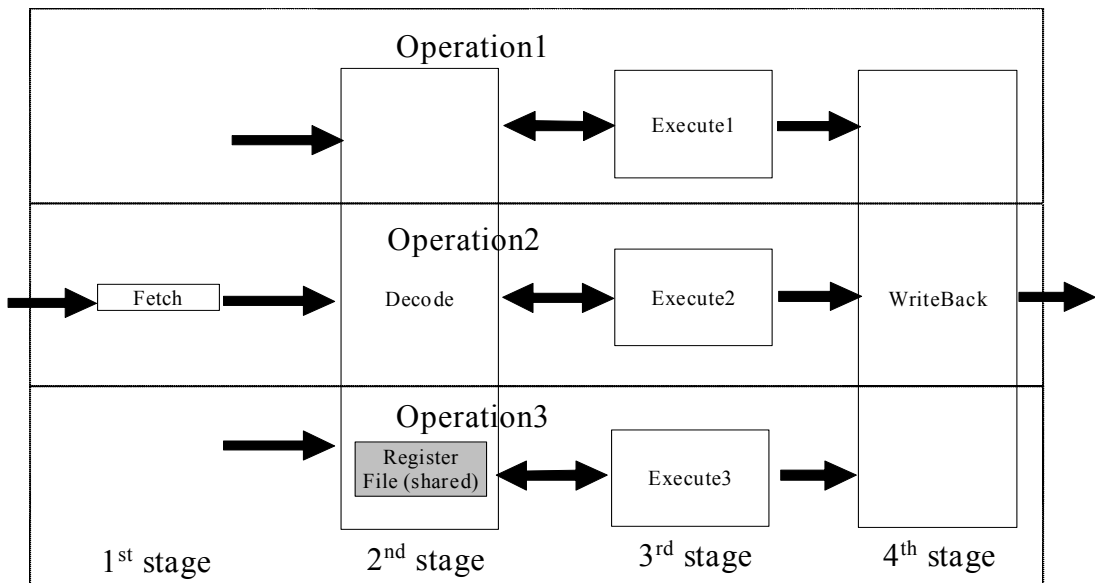 Operation1
Execute1
Operation2
Fetch
Decode
Execute2
WriteBack
Operation3
Register
File (shared)
Execute3
1st stage
2nd stage
3rd stage
4th stage